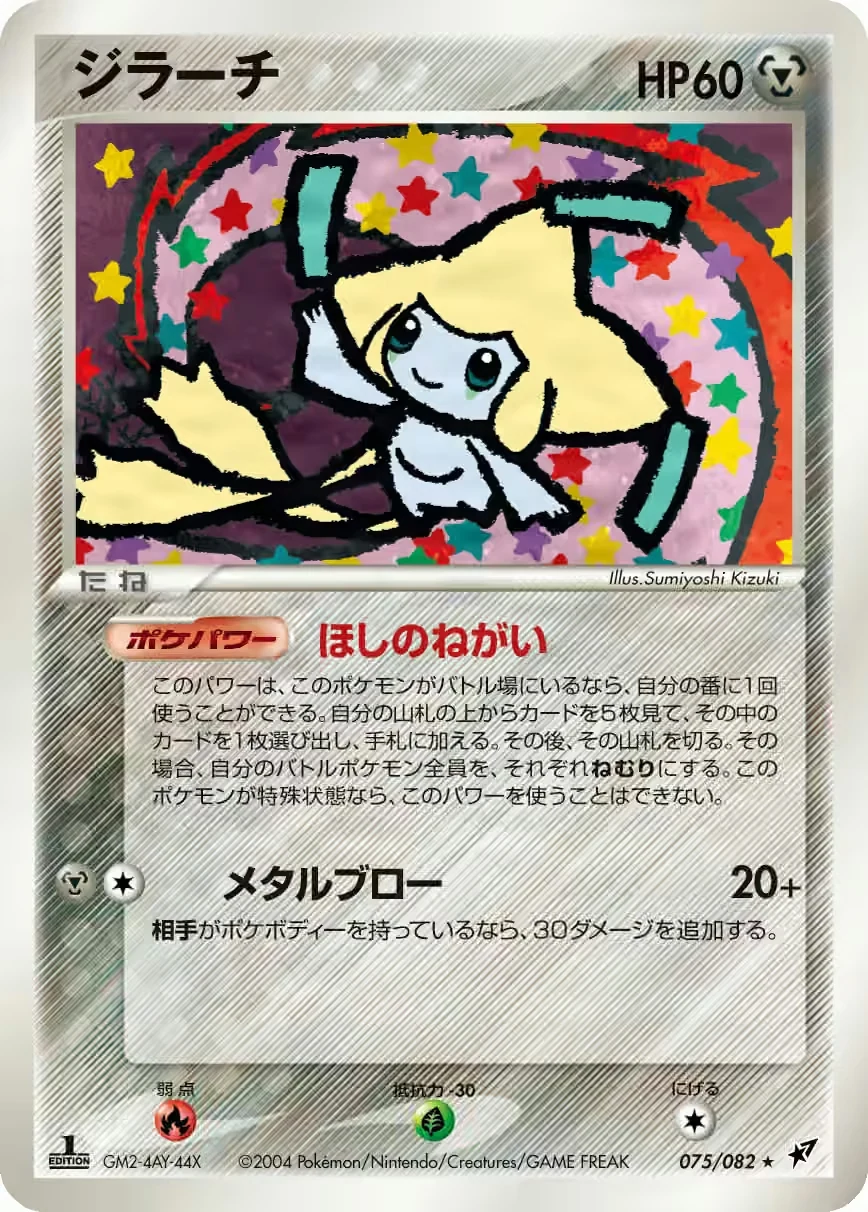 ジラーチ
HP60
たね
Illus.Sumiyoshi Kizuki
ポケパワー ほしのねがい
このパワーは、このポケモンがバトル場にいるなら、自分の番に1回
使うことができる。自分の山札の上からカードを5枚見て、その中の
カードを1枚選び出し、手札に加える。その後、その山札を切る。その
場合、自分のバトルポケモン全員を、それぞれねむりにする。この
ポケモンが特殊状態なら、このパワーを使うことはできない。
メタルブロー 20+
相手がポケボディーを持っているなら、30ダメージを追加する。
弱点 抵抗力 -30 にげる
1 EDITION GM2-4AY-44X ©2004 Pokémon/Nintendo/Creatures/GAME FREAK 075/082 ★